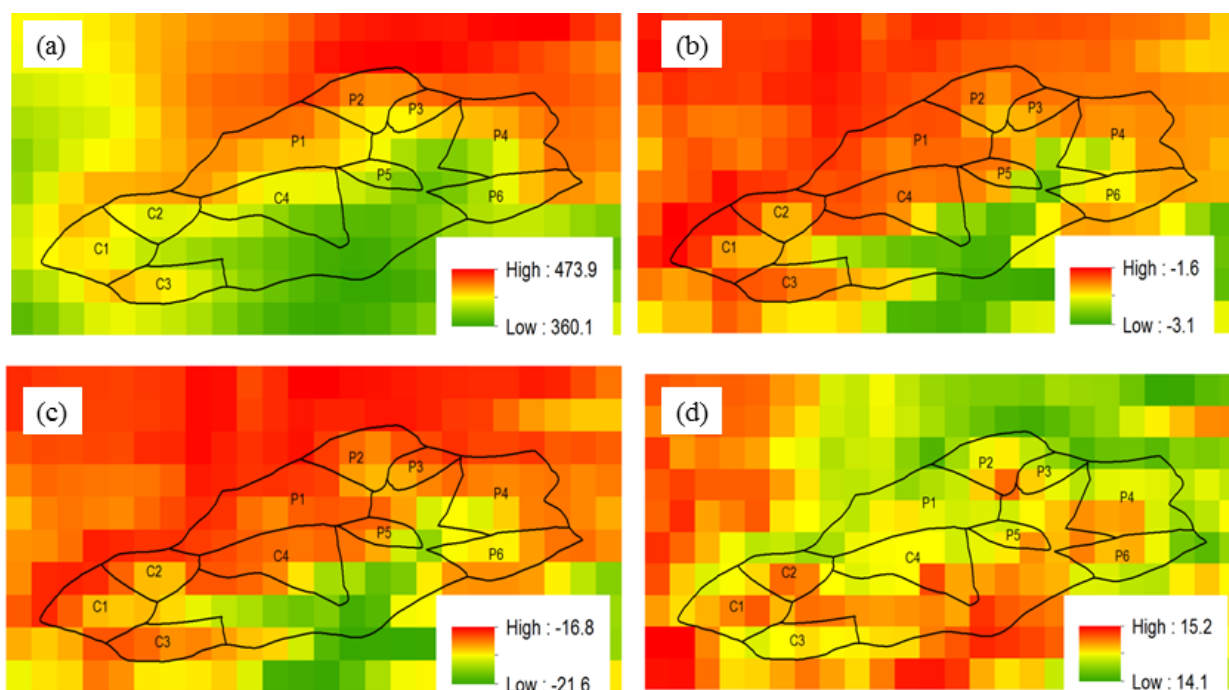 (a)
P2
P3
P1
P4
P5
C4
P6
C2
C1
C3
High : 473.9
Low : 360.1
(b)
P2
P3
P1
P4
P5
C4
P6
C2
C1
C3
High : -1.6
Low : -3.1
(c)
P2
P3
P1
P4
P5
C4
P6
C2
C1
C3
High : -16.8
Low : -21.6
(d)
P2
P3
P1
P4
P5
C4
P6
C2
C1
C3
High : 15.2
Low : 14.1